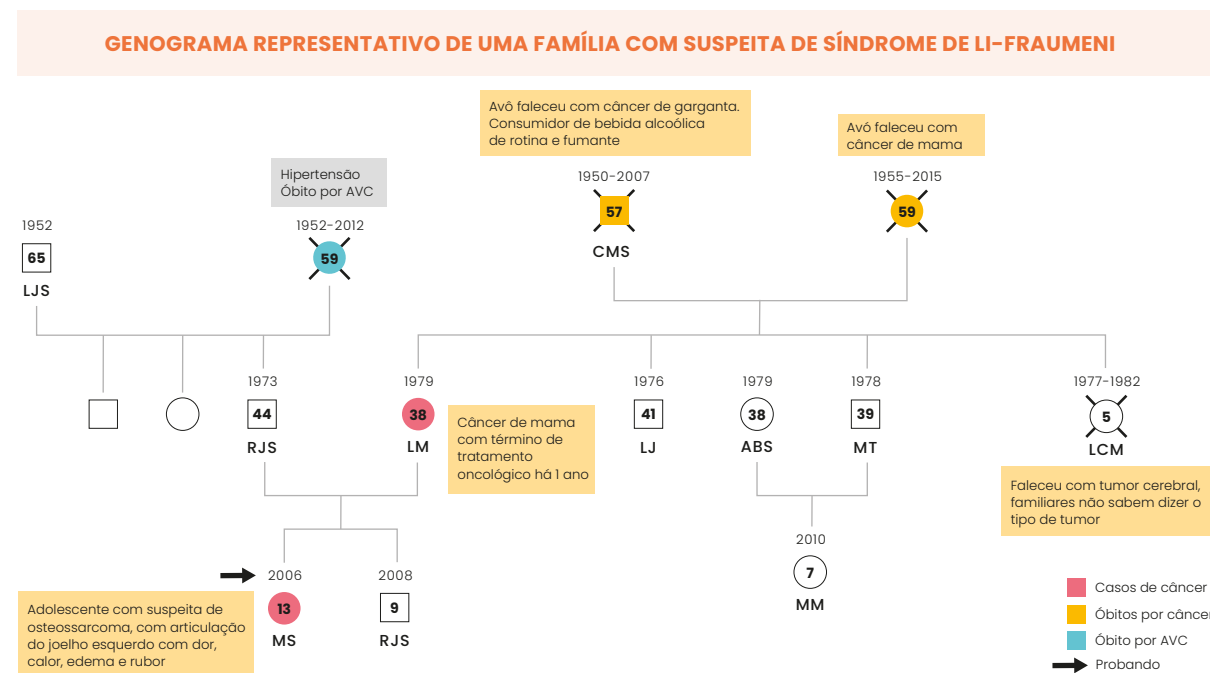 GENOGRAMA REPRESENTATIVO DE UMA FAMÍLIA COM SUSPEITA DE SÍNDROME DE LI-FRAUMENI
Avô faleceu com câncer de garganta.
Consumidor de bebida alcoólica
de rotina e fumante
Avó faleceu com
câncer de mama
Hipertensão
Óbito por AVC
1950-2007
57
CMS
1955-2015
59
1952
65
LJS
1952-2012
59
1973
44
RJS
1979
38
LM
Câncer de mama
com término de
tratamento
oncológico há 1 ano
1976
41
LJ
1979
38
ABS
1978
39
MT
1977-1982
5
LCM
Faleceu com tumor cerebral,
familiares não sabem dizer o
tipo de tumor
2006
13
MS
2008
9
RJS
2010
7
MM
Adolescente com suspeita de
osteossarcoma, com articulação
do joelho esquerdo com dor,
calor, edema e rubor
Casos de câncer
Óbitos por câncer
Óbito por AVC
Probando